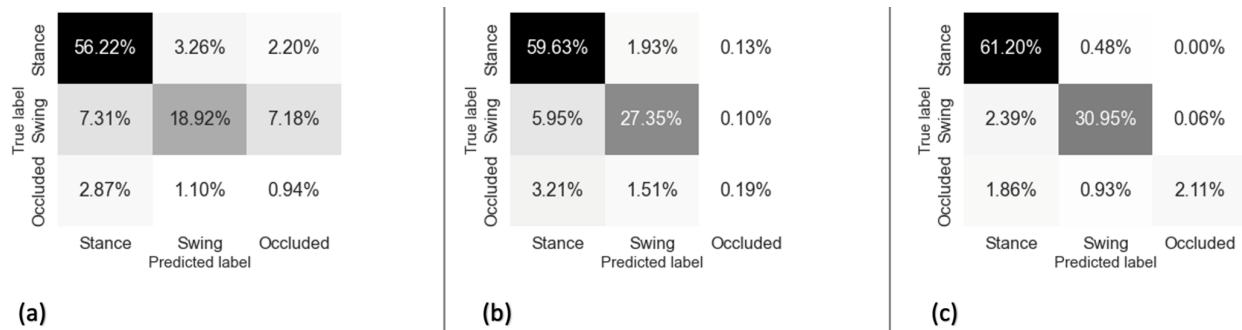 True label
Stance 56.22% 3.26% 2.20%
Swing 7.31% 18.92% 7.18%
Occluded 2.87% 1.10% 0.94%
Stance Swing Occluded
Predicted label
(a)
True label
Stance 59.63% 1.93% 0.13%
Swing 5.95% 27.35% 0.10%
Occluded 3.21% 1.51% 0.19%
Stance Swing Occluded
Predicted label
(b)
True label
Stance 61.20% 0.48% 0.00%
Swing 2.39% 30.95% 0.06%
Occluded 1.86% 0.93% 2.11%
Stance Swing Occluded
Predicted label
(c)